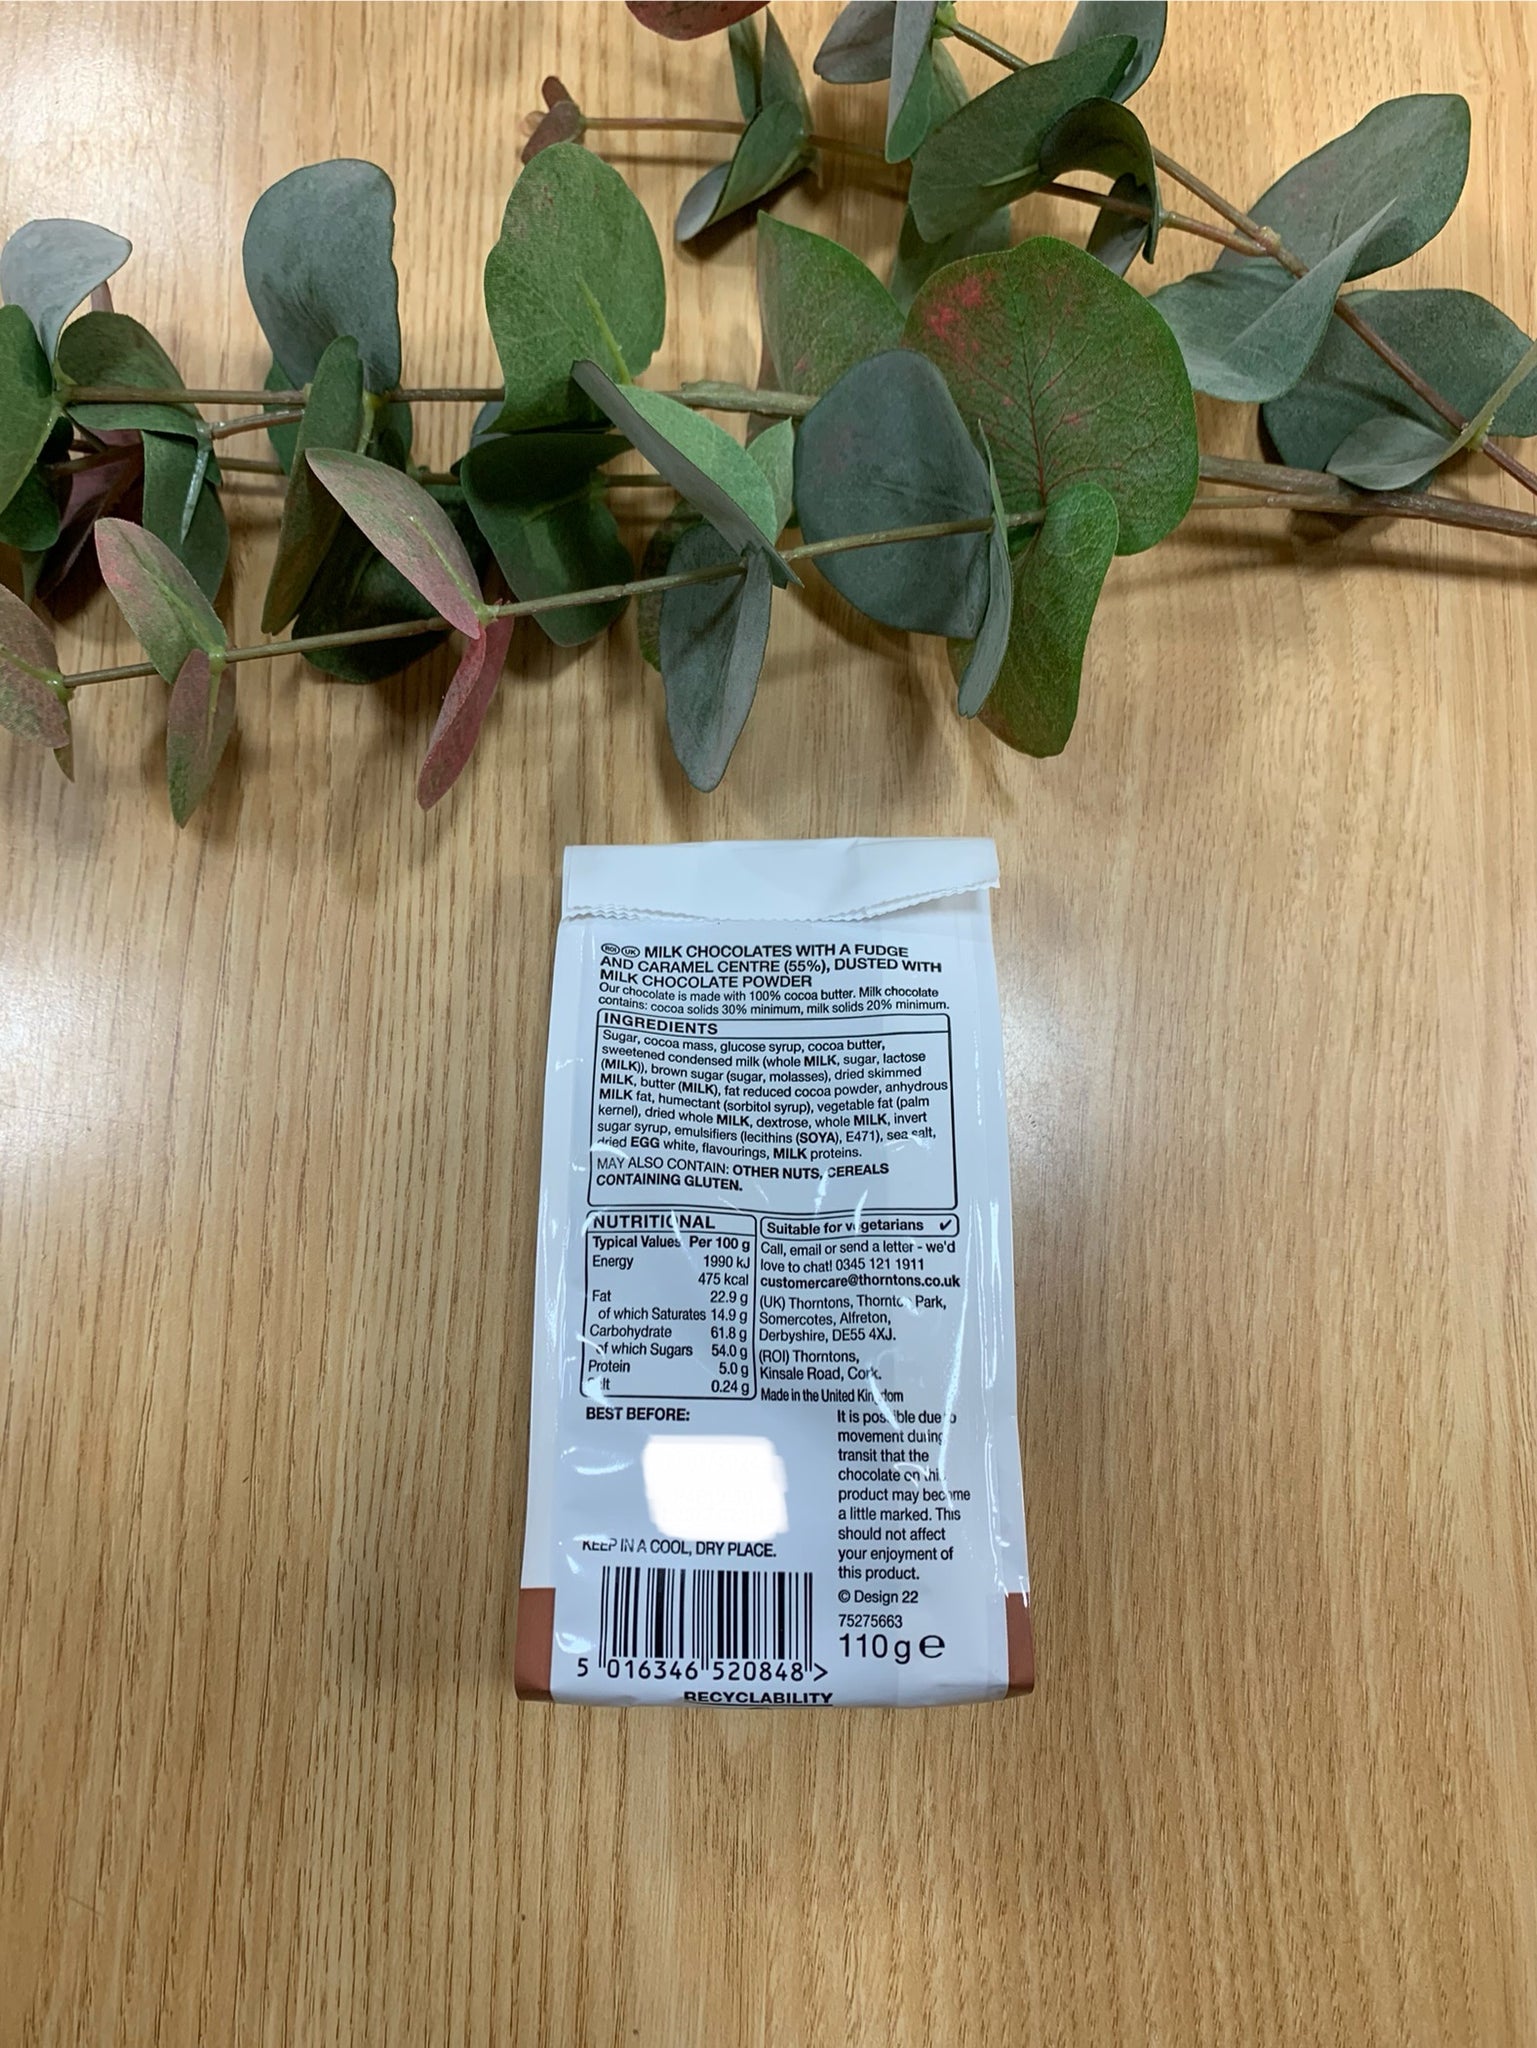 ROI UK MILK CHOCOLATES WITH A FUDGE
AND CARAMEL CENTRE (55%), DUSTED WITH
MILK CHOCOLATE POWDER
Our chocolate is made with 100% cocoa butter. Milk chocolate
contains: cocoa solids 30% minimum, milk solids 20% minimum.
INGREDIENTS
Sugar, cocoa mass, glucose syrup, cocoa butter,
sweetened condensed milk (whole MILK, sugar, lactose
(MILK)), brown sugar (sugar, molasses), dried skimmed
MILK, butter (MILK), fat reduced cocoa powder, anhydrous
MILK fat, humectant (sorbitol syrup), vegetable fat (palm
kernel), dried whole MILK, dextrose, whole MILK, invert
sugar syrup, emulsifiers (lecithins (SOYA), E471), sea salt,
dried EGG white, flavourings, MILK proteins.
MAY ALSO CONTAIN: OTHER NUTS, CEREALS
CONTAINING GLUTEN.
NUTRITIONAL
Typical Values Per 100 g
Energy 1990 kJ
475 kcal
Fat 22.9 g
of which Saturates 14.9 g
Carbohydrate 61.8 g
of which Sugars 54.0 g
Protein 5.0 g
Salt 0.24 g
Suitable for vegetarians ✔
Call, email or send a letter - we'd
love to chat! 0345 121 1911
customercare@thorntons.co.uk
(UK) Thorntons, Thornton Park,
Somercotes, Alfreton,
Derbyshire, DE55 4XJ.
(ROI) Thorntons,
Kinsale Road, Cork.
Made in the United Kingdom
BEST BEFORE:
KEEP IN A COOL, DRY PLACE.
It is possible due to
movement during
transit that the
chocolate on this
product may become
a little marked. This
should not affect
your enjoyment of
this product.
© Design 22
75275663
110 g e
5 016346 520848 >
RECYCLABILITY